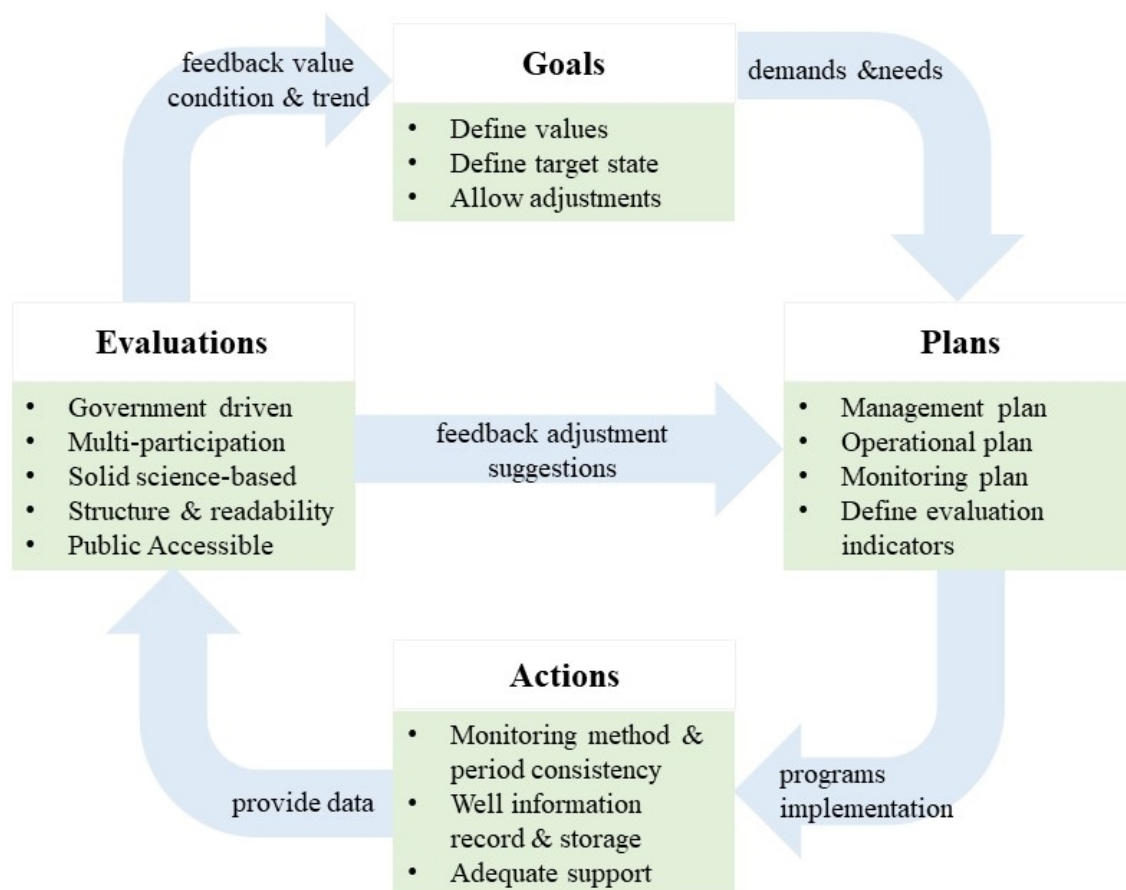 feedback value
condition & trend
Goals
• Define values
• Define target state
• Allow adjustments
demands &needs
Evaluations
• Government driven
• Multi-participation
• Solid science-based
• Structure & readability
• Public Accessible
feedback adjustment
suggestions
Plans
• Management plan
• Operational plan
• Monitoring plan
• Define evaluation
indicators
provide data
Actions
• Monitoring method &
period consistency
• Well information
record & storage
• Adequate support
programs
implementation